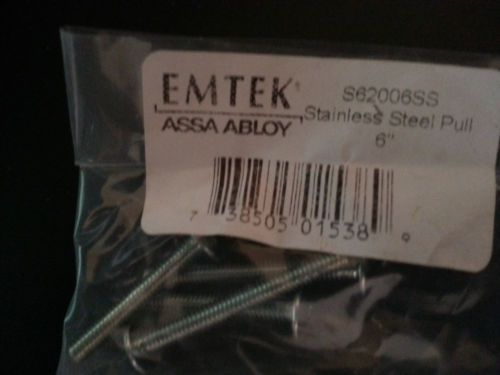 EMTEK
ASSA ABLOY
S62006SS
Stainless Steel Pull
6"
7 38505 01538 9